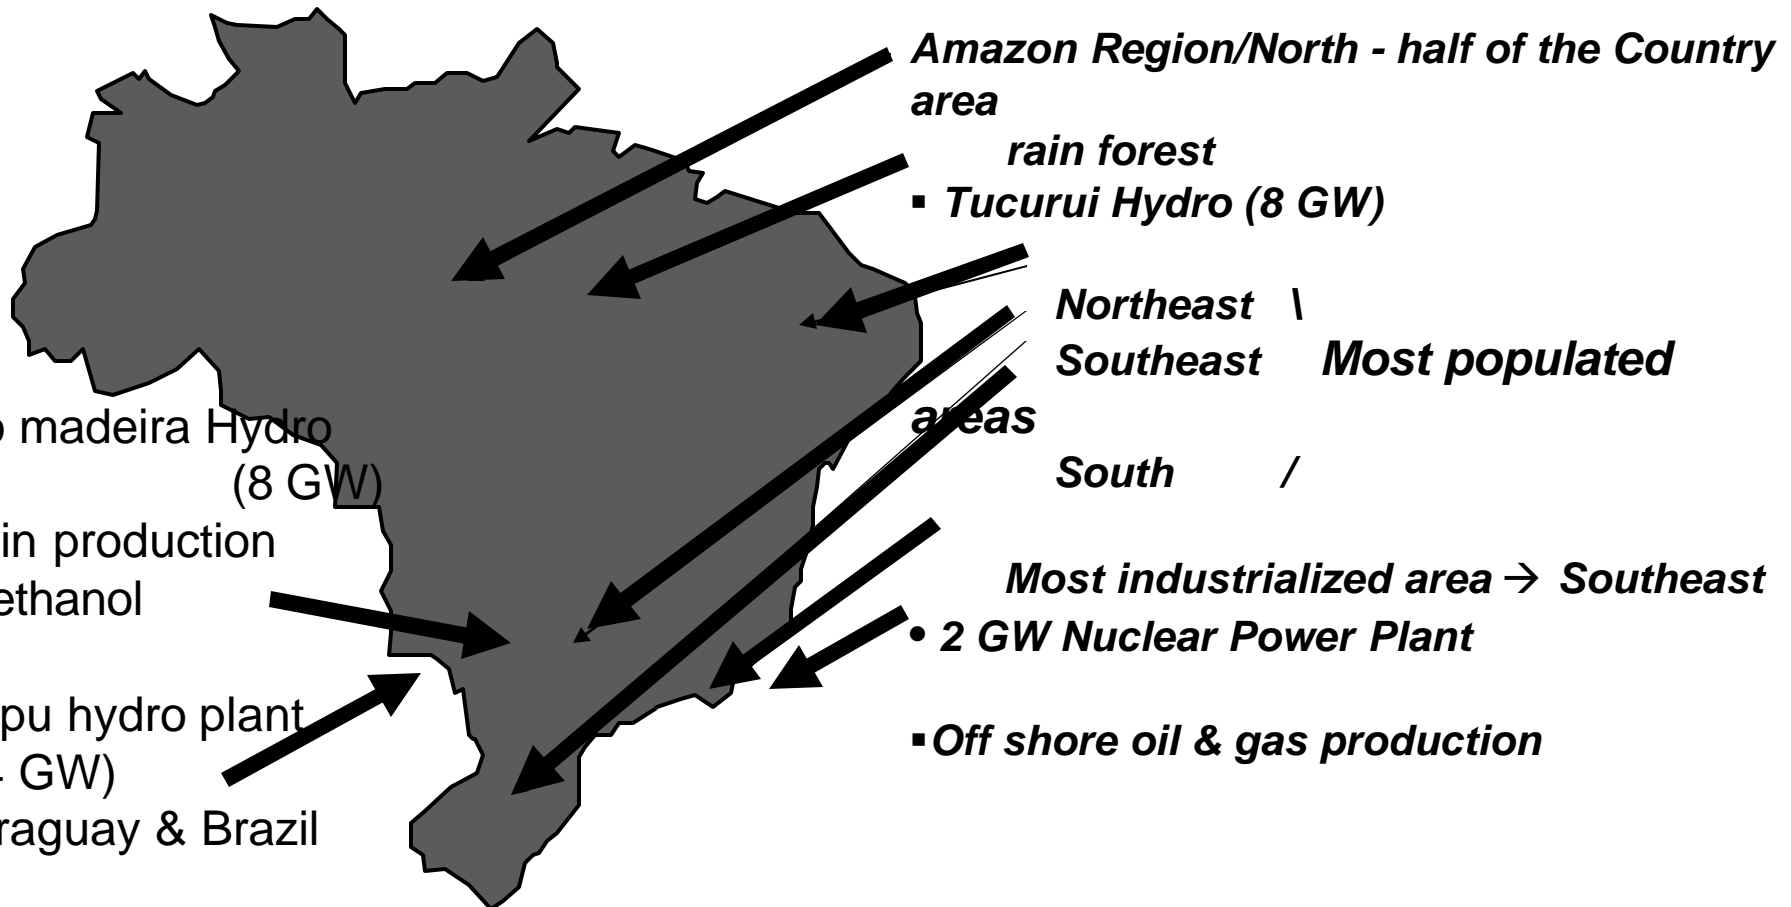 Amazon Region/North - half of the Country
area
rain forest
▪ Tucurui Hydro (8 GW)
Northeast \
Southeast Most populated
areas
South /
Most industrialized area → Southeast
• 2 GW Nuclear Power Plant
▪Off shore oil & gas production
madeira Hydro
(8 GW)
in production
ethanol
pu hydro plant
GW)
raguay & Brazil